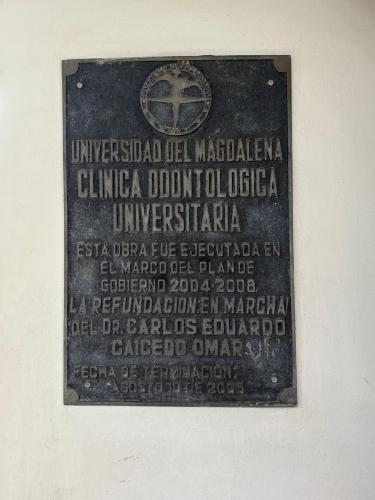 UNIVERSIDAD DEL MAGDALENA
CLINICA ODONTOLOGICA
UNIVERSITARIA
ESTA OBRA FUE EJECUTADA EN
EL MARCO DEL PLAN DE
GOBIERNO 2004-2008
LA REFUNDACION: EN MARCHA
DEL DR. CARLOS EDUARDO
CAICEDO OMAR
FECHA DE TERMINACION:
AGOSTO DE 2005